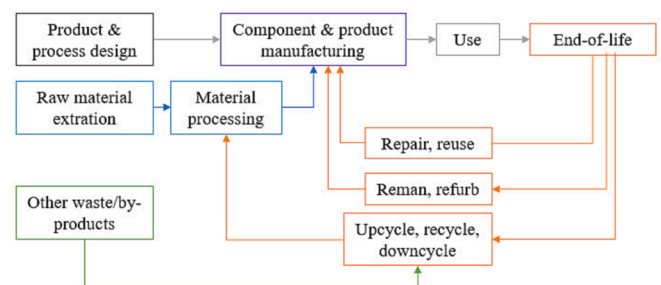 Product &
process design
Component & product
manufacturing
Use
End-of-life
Raw material
extration
Material
processing
Repair, reuse
Reman, refurb
Other waste/by-
products
Upcycle, recycle,
downcycle